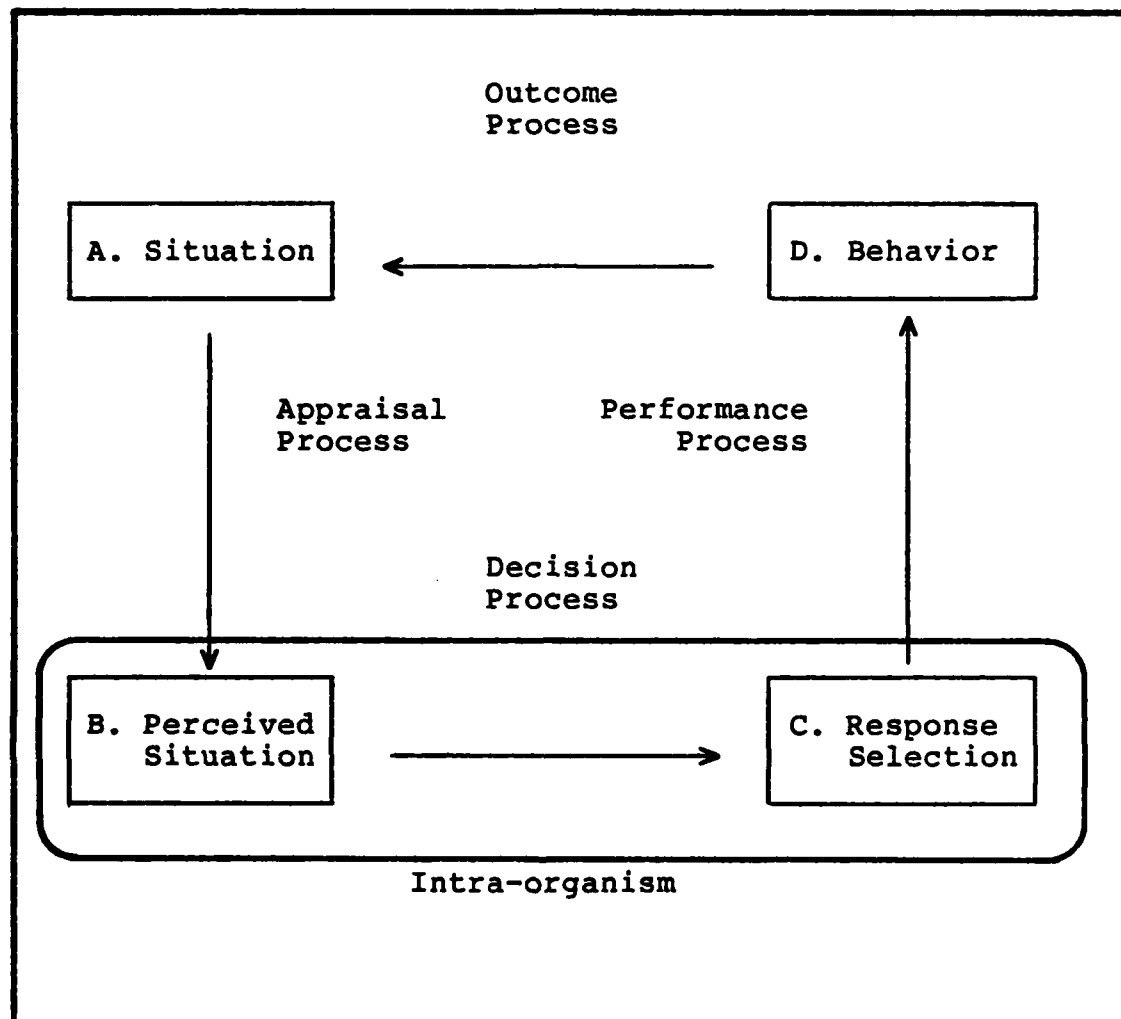 Outcome
Process
A. Situation
D. Behavior
Appraisal
Process
Performance
Process
Decision
Process
B. Perceived
Situation
C. Response
Selection
Intra-organism